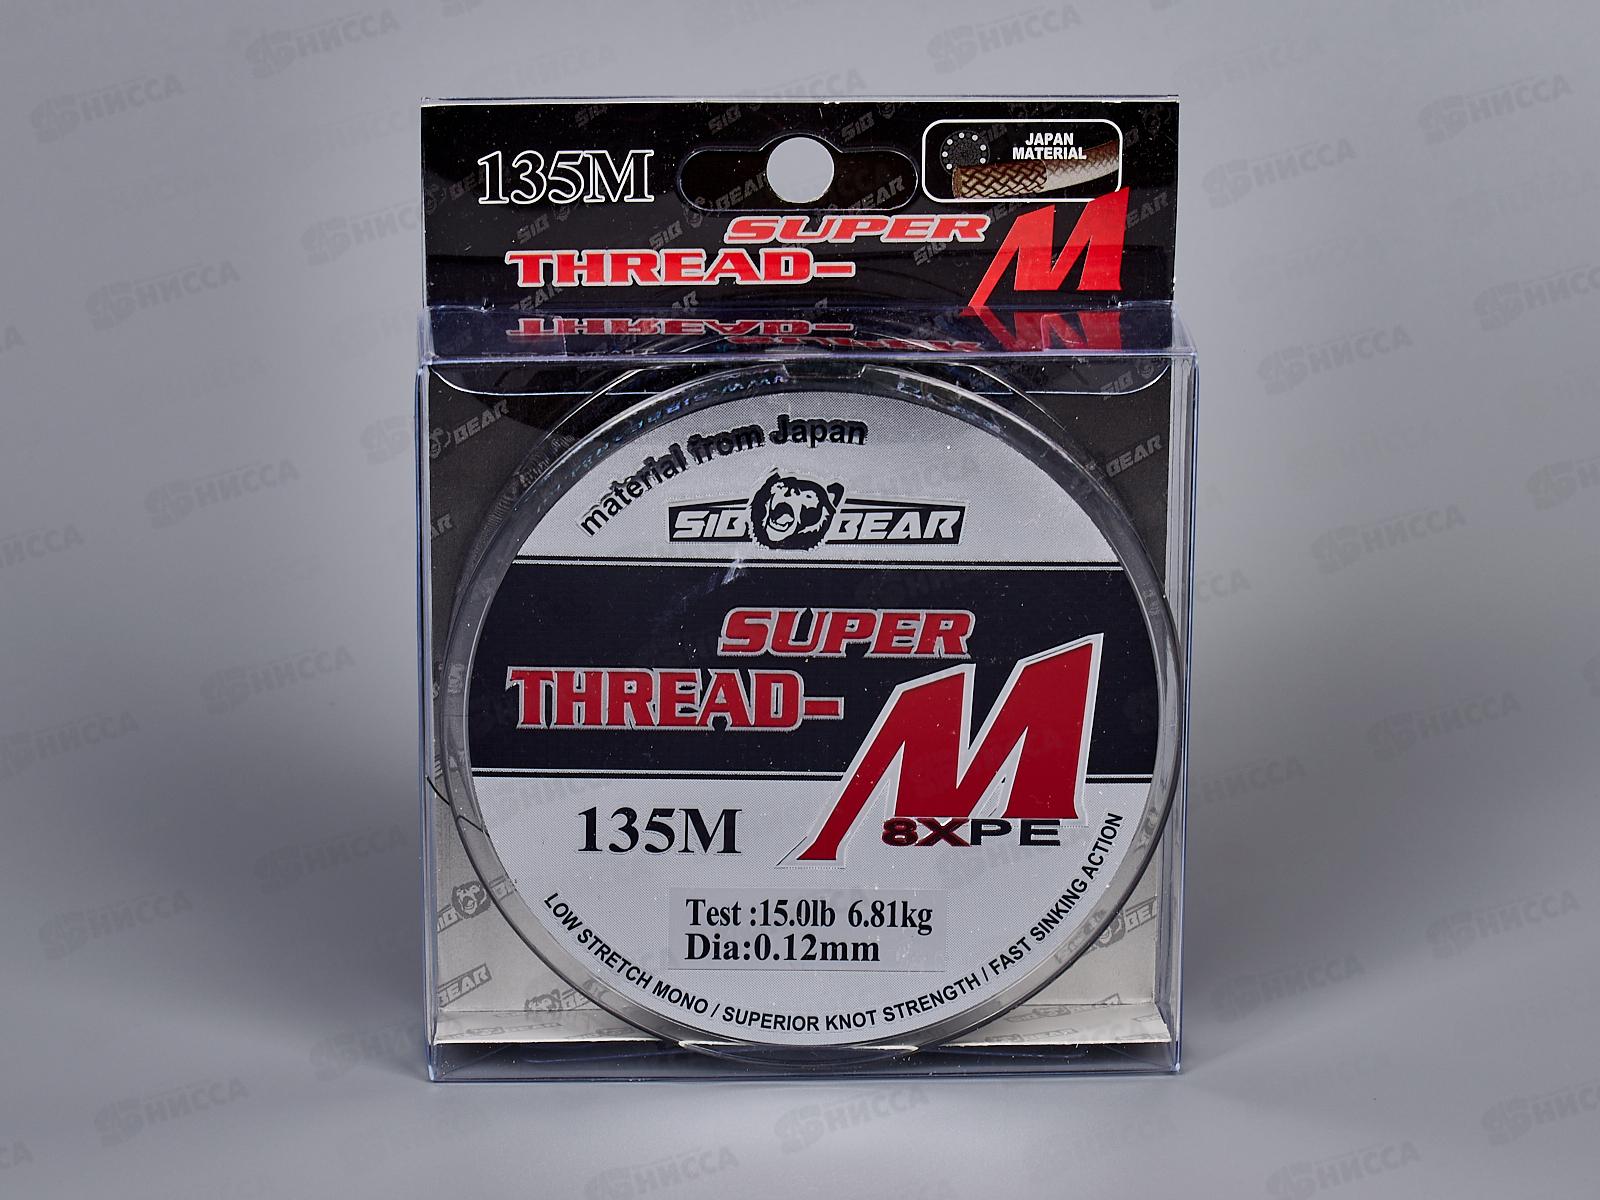 135M
JAPAN
MATERIAL
SUPER
THREAD-M
material from Japan
SIB BEAR
SUPER
THREAD-M
8XPE
135M
Test :15.0lb 6.81kg
Dia:0.12mm
LOW STRETCH MONO / SUPERIOR KNOT STRENGTH / FAST SINKING ACTION
НИССА